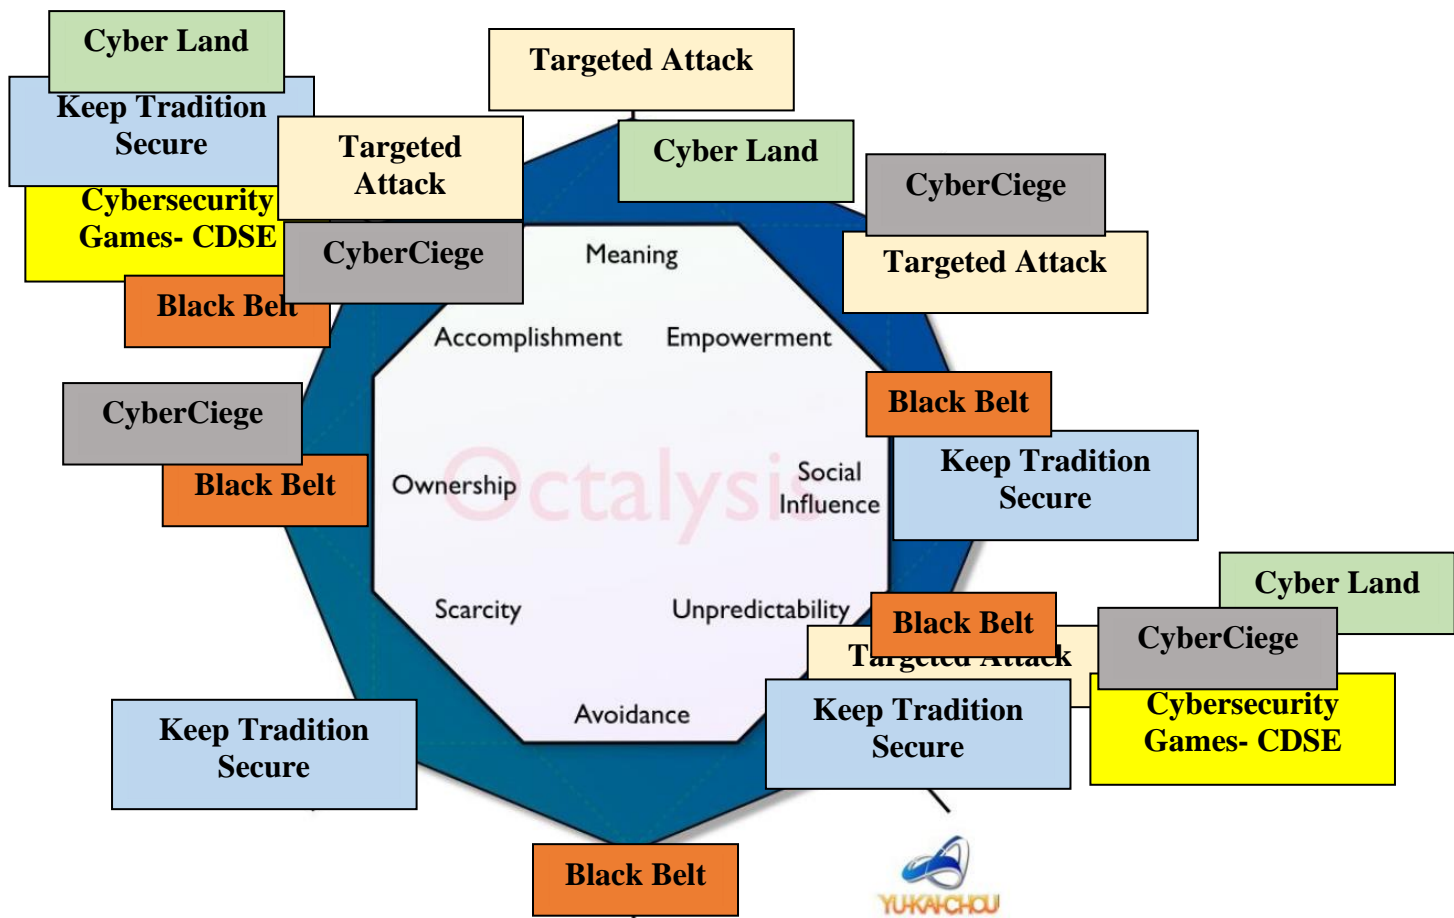 Cyber Land
Keep Tradition
Secure
Cybersecurity
Games- CDSE
Black Belt
Targeted
Attack
CyberCiege
Targeted Attack
Cyber Land
CyberCiege
Targeted Attack
Meaning
Accomplishment
Empowerment
CyberCiege
Black Belt
Ownership
Octalysis
Social
Influence
Black Belt
Keep Tradition
Secure
Scarcity
Unpredictability
Avoidance
Black Belt
Targeted Attack
Keep Tradition
Secure
Cyber Land
CyberCiege
Cybersecurity
Games- CDSE
Keep Tradition
Secure
Black Belt
YU-KAI-CHOU